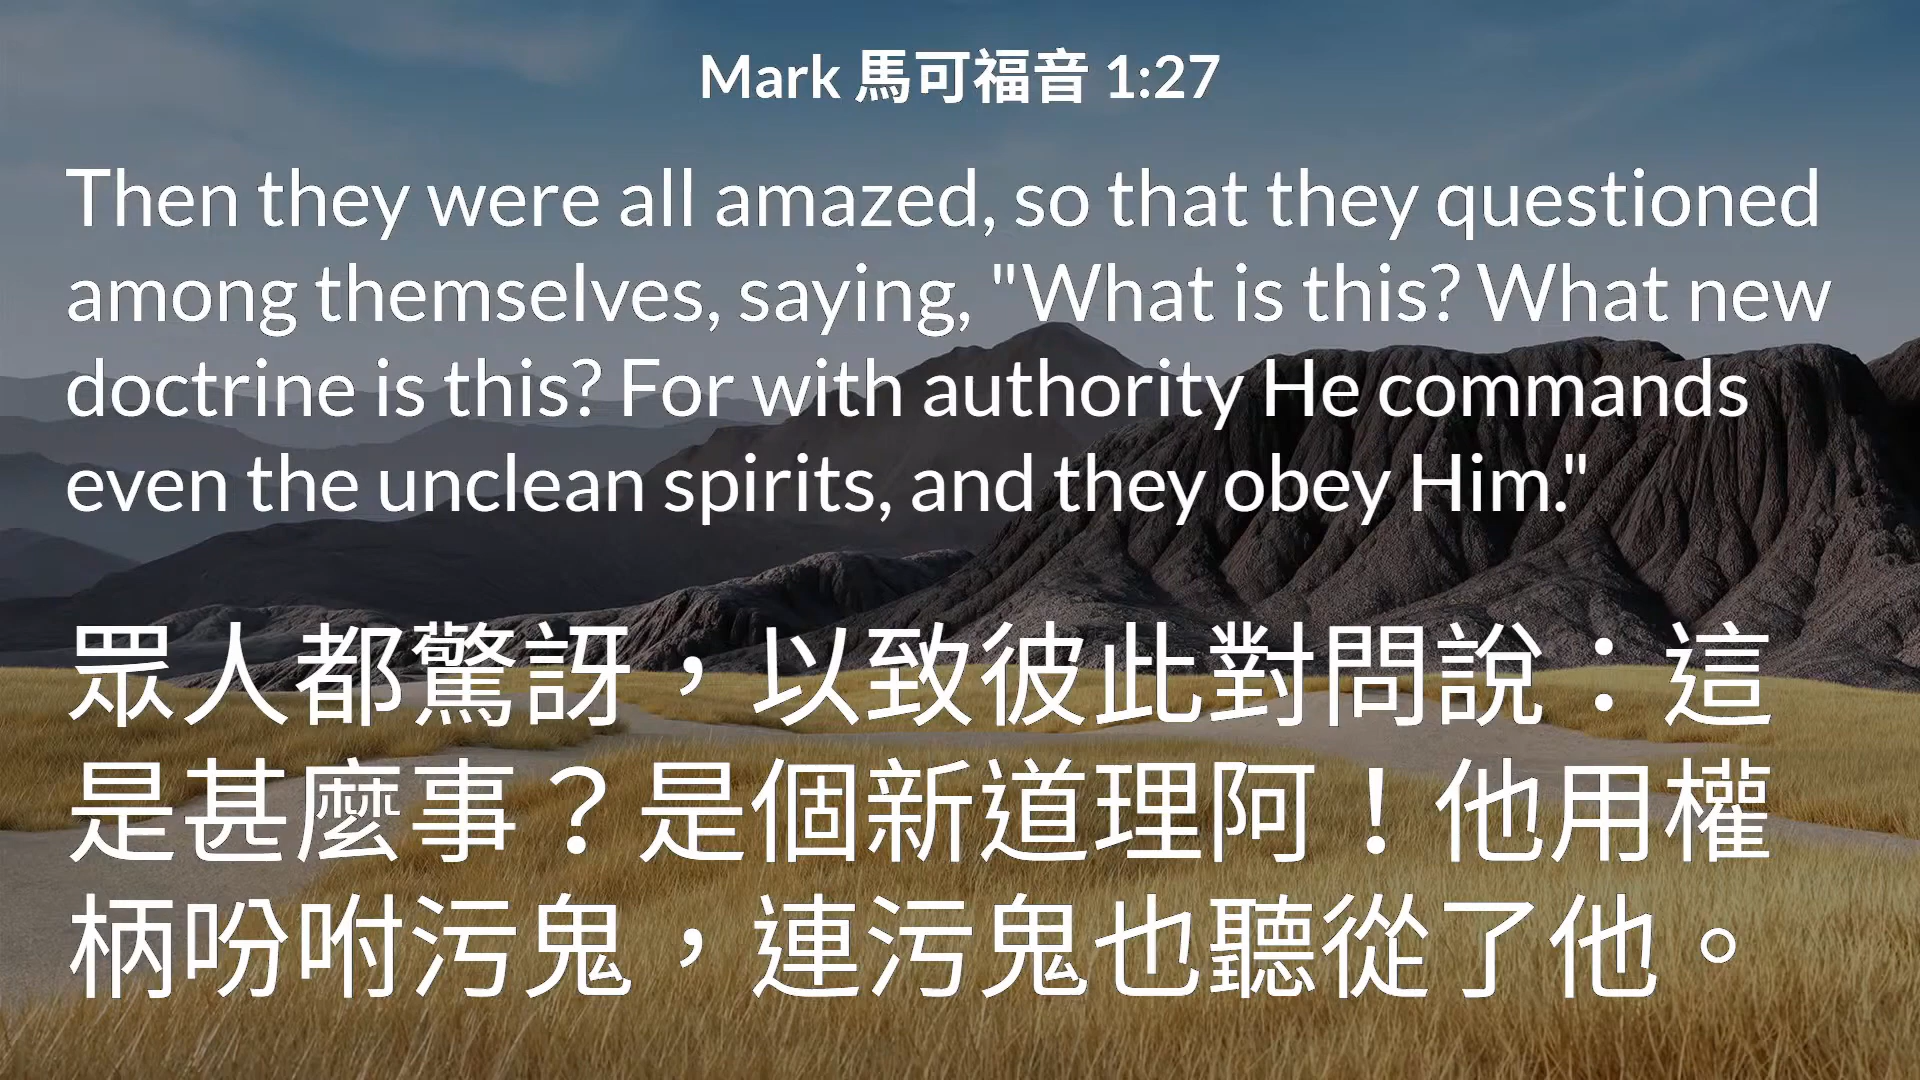 Mark 馬可福音 1:27
Then they were all amazed, so that they questioned
among themselves, saying, "What is this? What new
doctrine is this? For with authority He commands
even the unclean spirits, and they obey Him."
眾人都驚訝，以致彼此對問說：這
是甚麼事？是個新道理阿！他用權
柄吩咐污鬼，連污鬼也聽從了他。